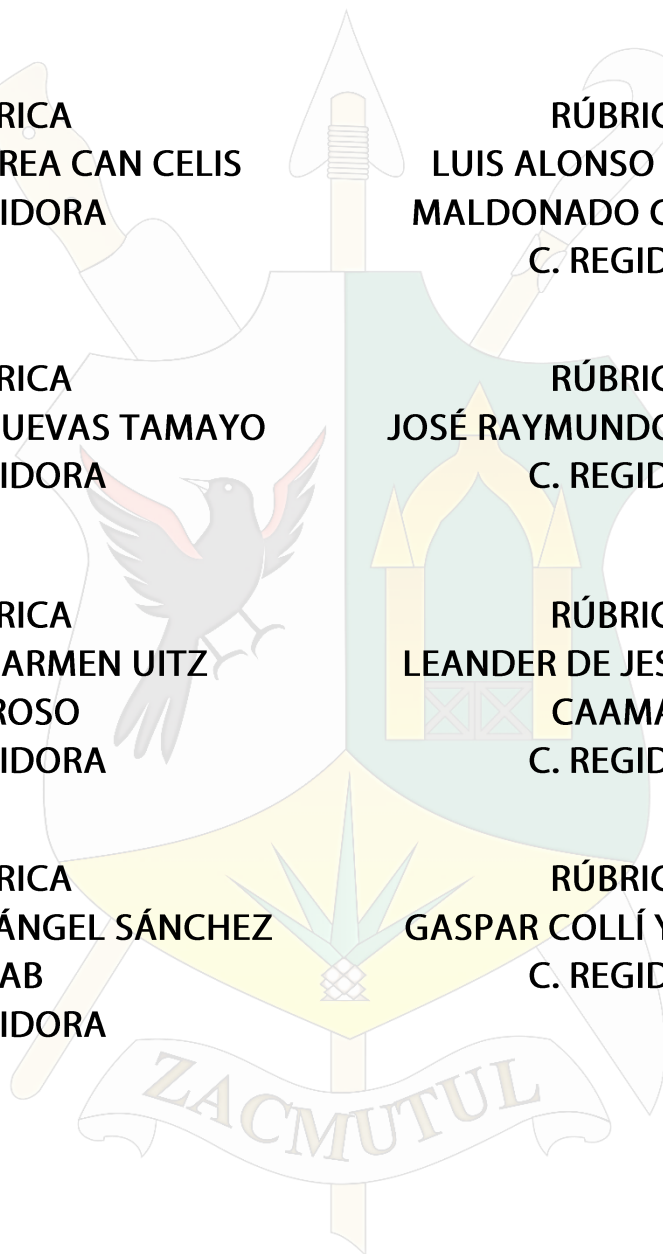 RICA
REA CAN CELIS
IDORA
RÚBRIC
LUIS ALONSO
MALDONADO
C. REGID
RICA
UEVAS TAMAYO
IDORA
RÚBRIC
JOSÉ RAYMUNDO
C. REGID
RICA
ARMEN UITZ
ROSO
IDORA
RÚBRIC
LEANDER DE JES
CAAMA
C. REGID
RICA
ÁNGEL SÁNCHEZ
AB
IDORA
RÚBRIC
GASPAR COLLÍ Y
C. REGID
ZACMUTUL